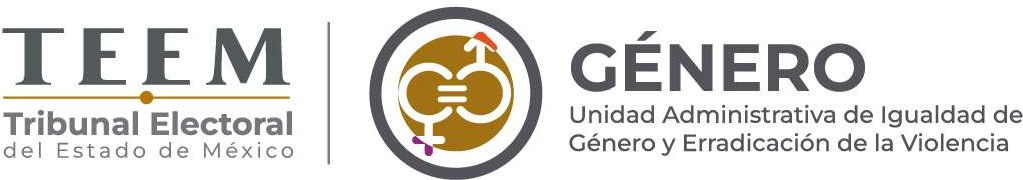 TEEM
Tribunal Electoral
del Estado de México
GÉNERO
Unidad Administrativa de Igualdad de
Género y Erradicación de la Violencia